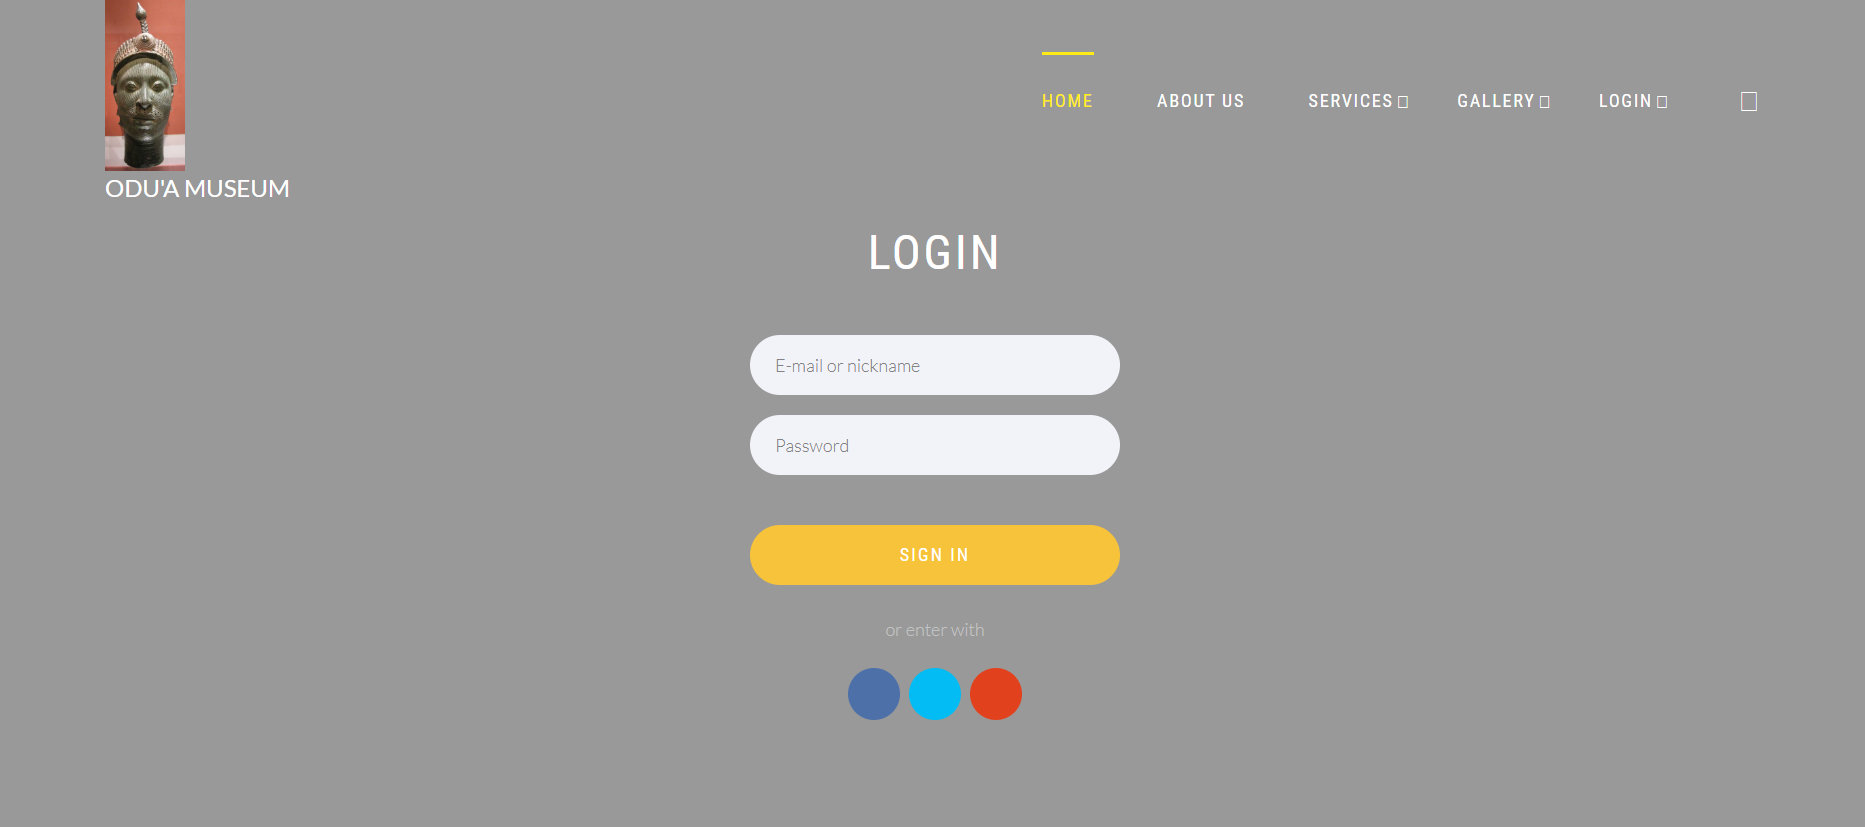 HOME ABOUT US SERVICES GALLERY LOGIN
ODU'A MUSEUM
LOGIN
E-mail or nickname
Password
SIGN IN
or enter with